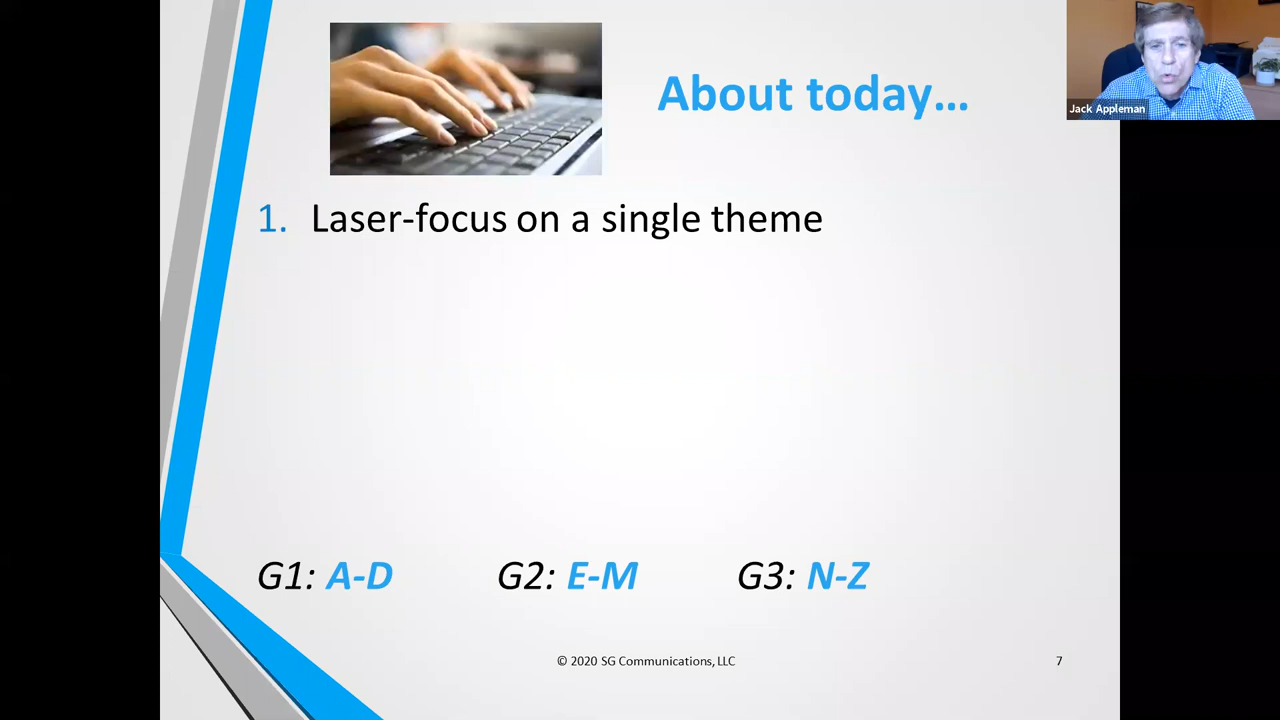 About today…
Jack Appleman
1. Laser-focus on a single theme
G1: A-D G2: E-M G3: N-Z
© 2020 SG Communications, LLC 7